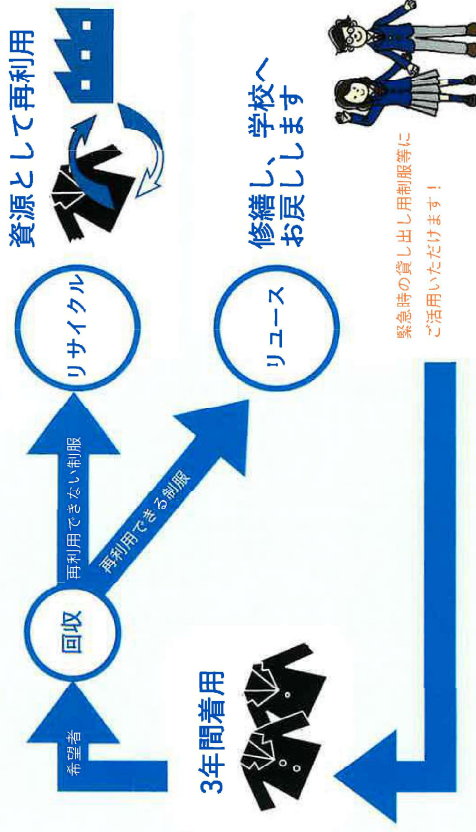 3年間着用
希望者
回収
再利用できない制服
リサイクル
資源として再利用
再利用できる制服
リユース
修繕し、学校へ
お戻しします
緊急時の貸し出し用制服等に
ご活用いただけます！